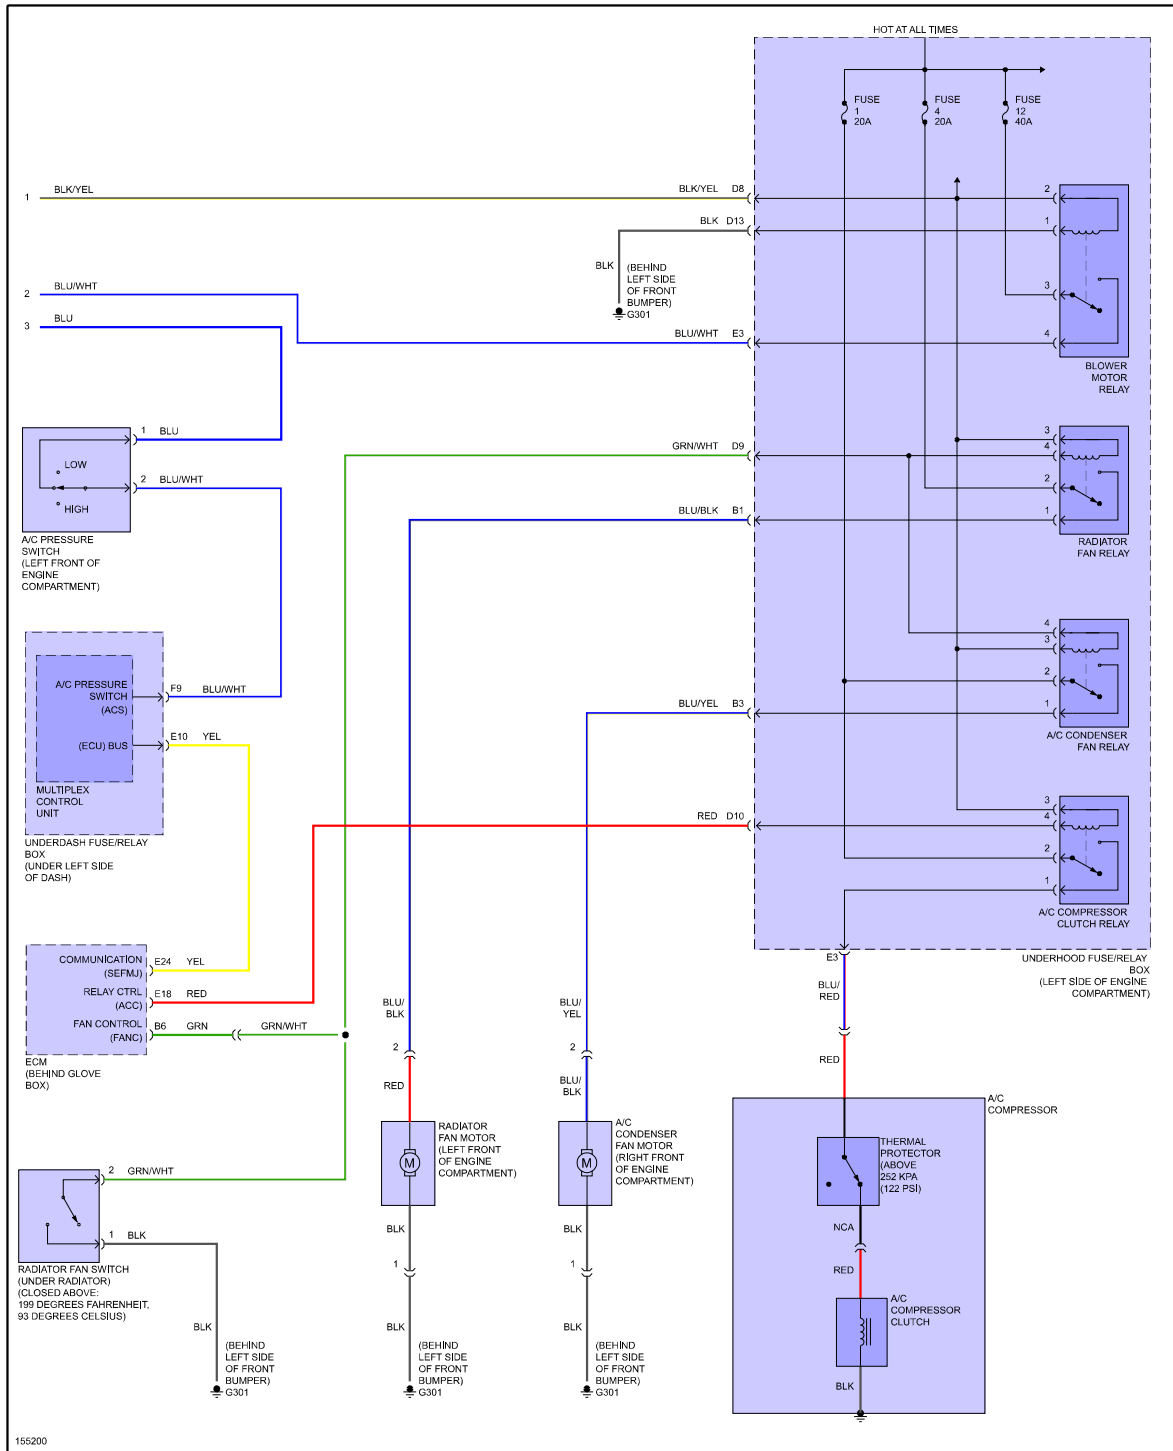 HOT AT ALL TIMES
FUSE
1
20A
FUSE
4
20A
FUSE
12
40A
1
BLK/YEL
BLK/YEL
D8
2
BLK
D13
1
BLK
(BEHIND
LEFT SIDE
OF FRONT
BUMPER)
G301
2
BLU/WHT
3
3
BLU
BLU/WHT
E3
4
BLOWER
MOTOR
RELAY
1
BLU
LOW
2
BLU/WHT
HIGH
A/C PRESSURE
SWITCH
(LEFT FRONT OF
ENGINE
COMPARTMENT)
GRN/WHT
D9
3
4
2
BLU/BLK
B1
1
RADIATOR
FAN RELAY
4
3
2
BLU/YEL
B3
1
A/C CONDENSER
FAN RELAY
A/C PRESSURE
SWITCH
(ACS)
F9
BLU/WHT
(ECU) BUS
E10
YEL
MULTIPLEX
CONTROL
UNIT
UNDERDASH FUSE/RELAY
BOX
(UNDER LEFT SIDE
OF DASH)
RED
D10
3
4
2
1
A/C COMPRESSOR
CLUTCH RELAY
UNDERHOOD FUSE/RELAY
BOX
(LEFT SIDE OF ENGINE
COMPARTMENT)
COMMUNICATION
(SEFMJ)
E24
YEL
RELAY CTRL
(ACC)
E18
RED
FAN CONTROL
(FANC)
B6
GRN
GRN/WHT
ECM
(BEHIND GLOVE
BOX)
BLU/
BLK
2
RED
BLU/
YEL
2
BLU/
BLK
E3
BLU/
RED
RED
A/C
COMPRESSOR
RADIATOR
FAN MOTOR
(LEFT FRONT
OF ENGINE
COMPARTMENT)
M
A/C
CONDENSER
FAN MOTOR
(RIGHT FRONT
OF ENGINE
COMPARTMENT)
M
THERMAL
PROTECTOR
(ABOVE
252 KPA
(122 PSI)
NCA
RED
A/C
COMPRESSOR
CLUTCH
BLK
2
GRN/WHT
1
BLK
RADIATOR FAN SWITCH
(UNDER RADIATOR)
(CLOSED ABOVE:
199 DEGREES FAHRENHEIT,
93 DEGREES CELSIUS)
BLK
(BEHIND
LEFT SIDE
OF FRONT
BUMPER)
G301
BLK
1
BLK
(BEHIND
LEFT SIDE
OF FRONT
BUMPER)
G301
BLK
1
BLK
(BEHIND
LEFT SIDE
OF FRONT
BUMPER)
G301
155200